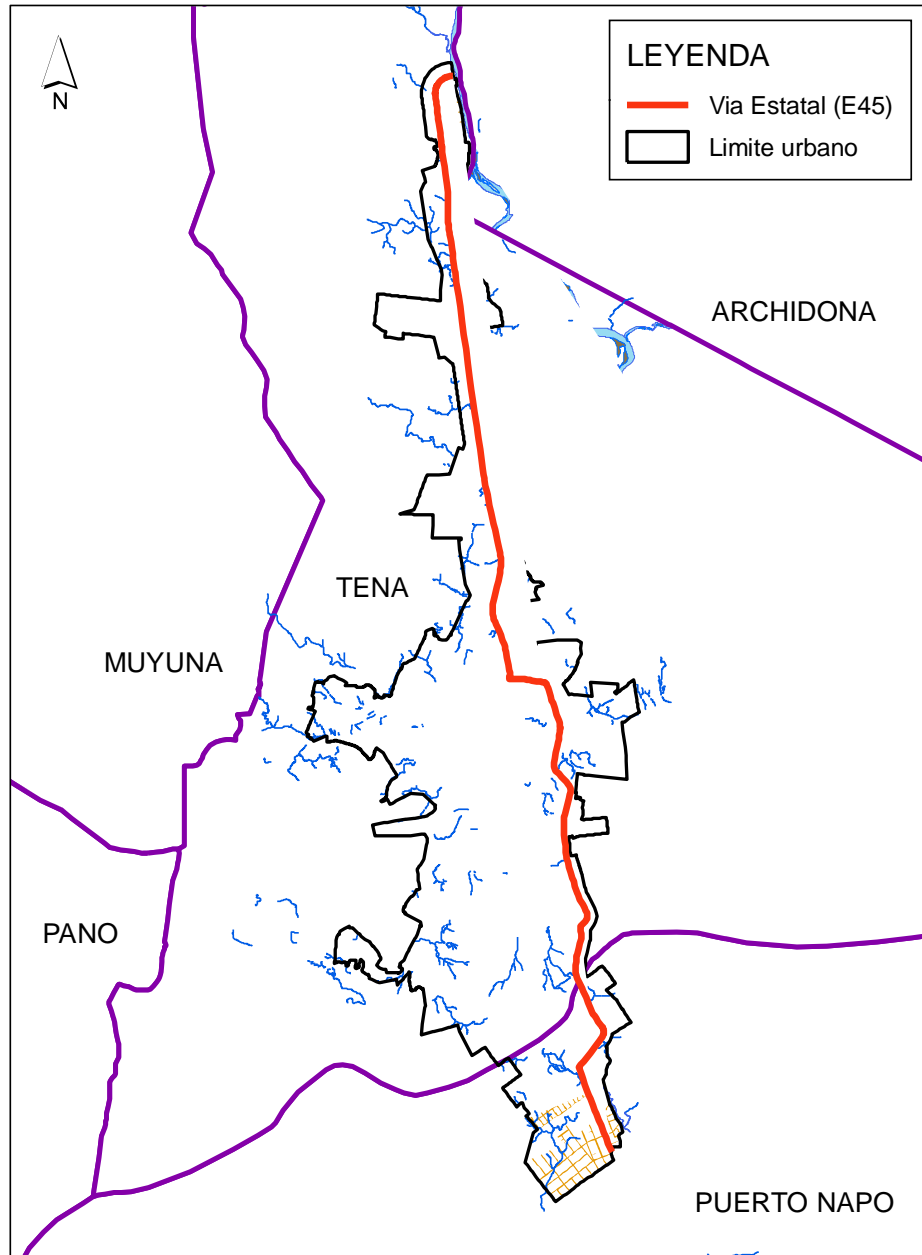 N
LEYENDA
Via Estatal (E45)
Limite urbano
ARCHIDONA
TENA
MUYUNA
PANO
PUERTO NAPO